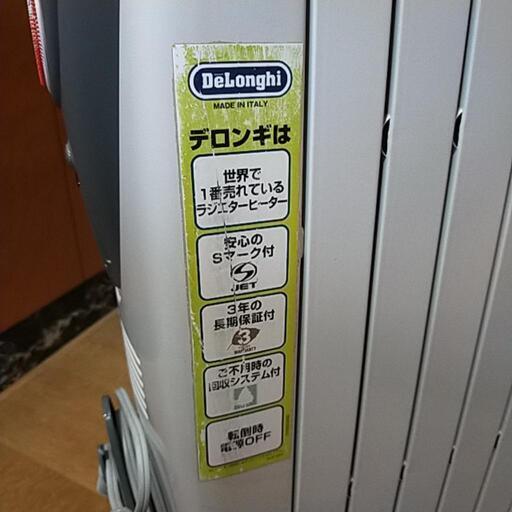 DeLonghi
MADE IN ITALY
デロンギは
世界で
1番売れている
ラジエターヒーター
安心の
Sマーク付
S
JET
3年の
長期保証付
3
ご不用時の
回収システム付
転倒時
電源OFF